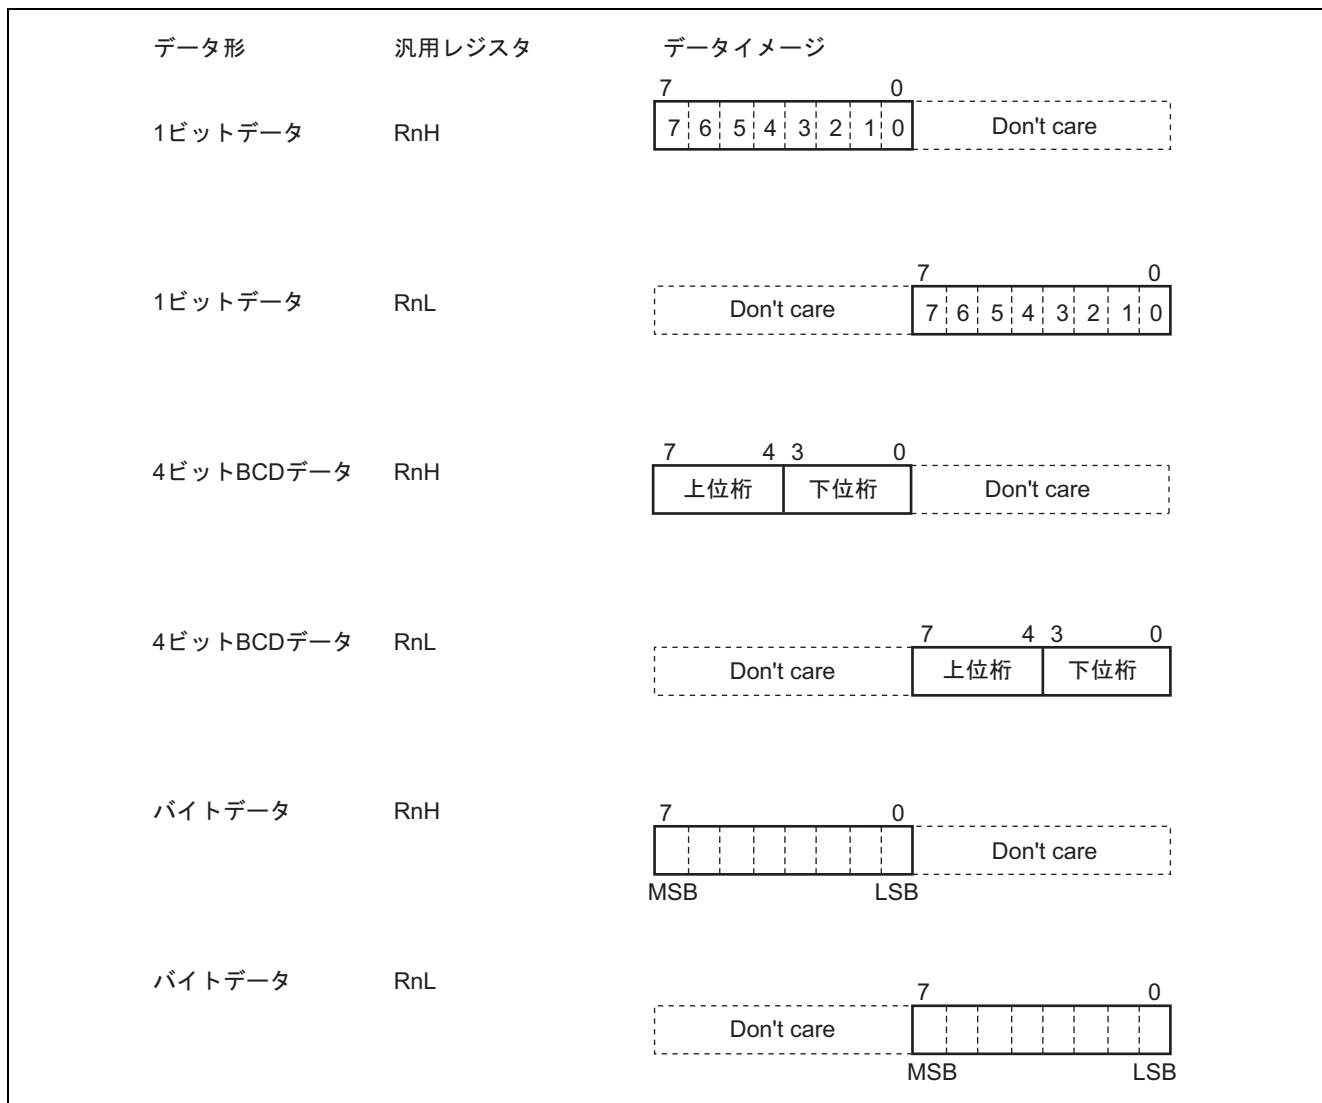 データ形 汎用レジスタ データイメージ
7 0
1ビットデータ RnH 7 6 5 4 3 2 1 0 Don't care
7 0
1ビットデータ RnL Don't care 7 6 5 4 3 2 1 0
7 4 3 0
4ビットBCDデータ RnH 上位桁 下位桁 Don't care
7 4 3 0
4ビットBCDデータ RnL Don't care 上位桁 下位桁
7 0
バイトデータ RnH Don't care
MSB LSB
7 0
バイトデータ RnL Don't care
MSB LSB